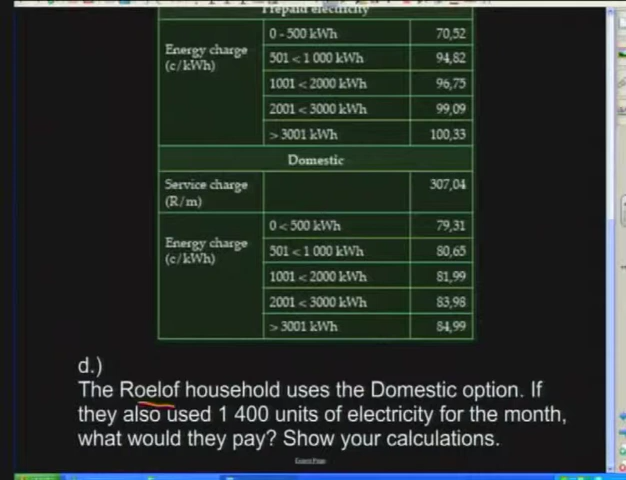 Prepaid electricity
0 - 500 kWh 70,52
Energy charge (c/kWh) 501 < 1 000 kWh 94,82
1001 < 2000 kWh 96,75
2001 < 3000 kWh 99,09
> 3001 kWh 100,33
Domestic
Service charge (R/m) 307,04
0 < 500 kWh 79,31
Energy charge (c/kWh) 501 < 1 000 kWh 80,65
1001 < 2000 kWh 81,99
2001 < 3000 kWh 83,98
> 3001 kWh 84,99
d.)
The Roelof household uses the Domestic option. If
they also used 1 400 units of electricity for the month,
what would they pay? Show your calculations.